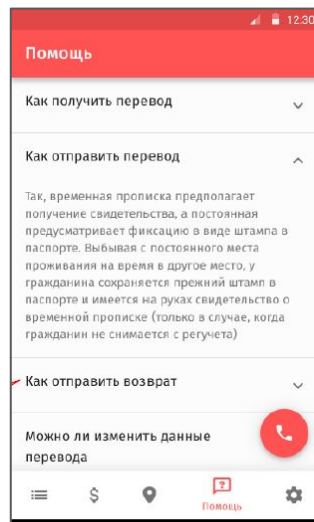 12:30
Помощь
Как получить перевод
Как отправить перевод
Так, временная прописка предполагает
получение свидетельства, а постоянная
предусматривает фиксацию в виде штампа в
паспорте. Выбывая с постоянного места
проживания на время в другое место, у
гражданина сохраняется прежний штамп в
паспорте и имеется на руках свидетельство о
временной прописке (только в случае, когда
гражданин не снимается с регучета)
Как отправить возврат
Можно ли изменить данные
перевода
$
?
Помощь